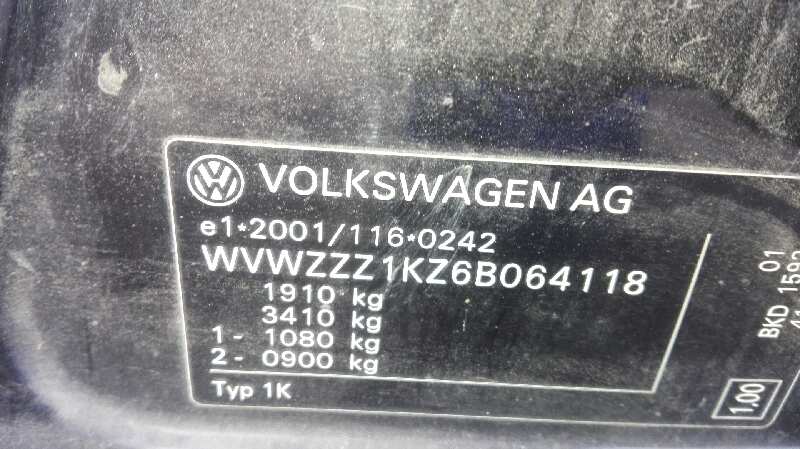 VOLKSWAGEN AG
e1*2001/116*0242
WVWZZZ1KZ6B064118
1910 kg
3410 kg
1- 1080 kg
2- 0900 kg
Typ 1K
01
BKD
1.00